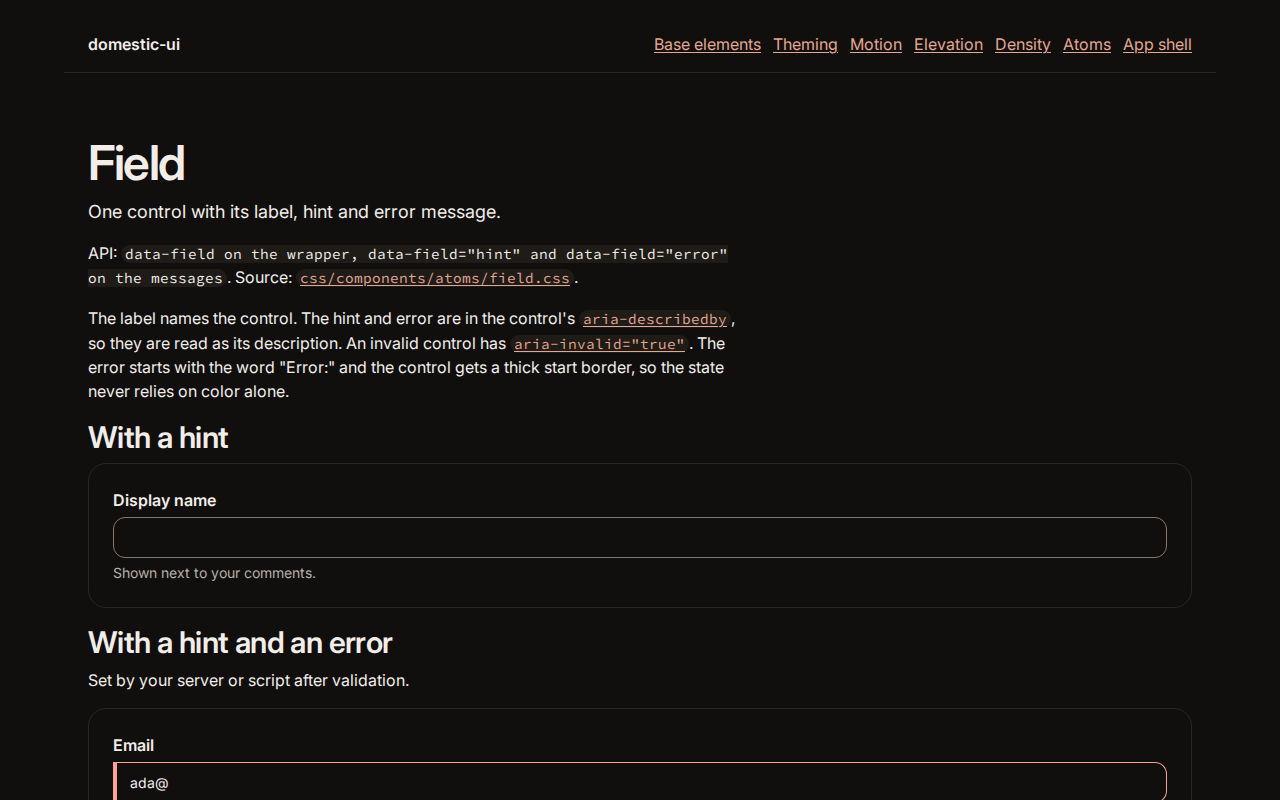 domestic-ui
Base elements Theming Motion Elevation Density Atoms App shell
Field
One control with its label, hint and error message.
API: data-field on the wrapper, data-field="hint" and data-field="error"
on the messages. Source: css/components/atoms/field.css.
The label names the control. The hint and error are in the control's aria-describedby,
so they are read as its description. An invalid control has aria-invalid="true". The
error starts with the word "Error:" and the control gets a thick start border, so the state
never relies on color alone.
With a hint
Display name
Shown next to your comments.
With a hint and an error
Set by your server or script after validation.
Email
ada@